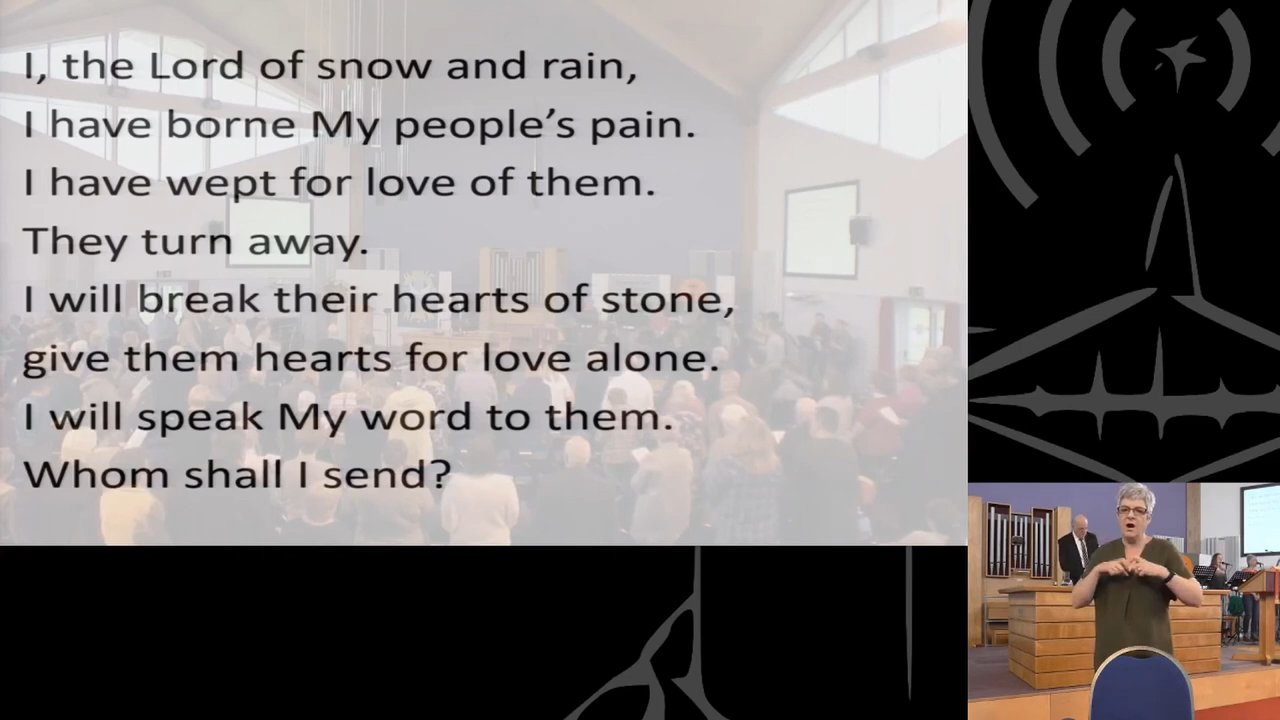 I, the Lord of snow and rain,
I have borne My people’s pain.
I have wept for love of them.
They turn away.
I will break their hearts of stone,
give them hearts for love alone.
I will speak My word to them.
Whom shall I send?